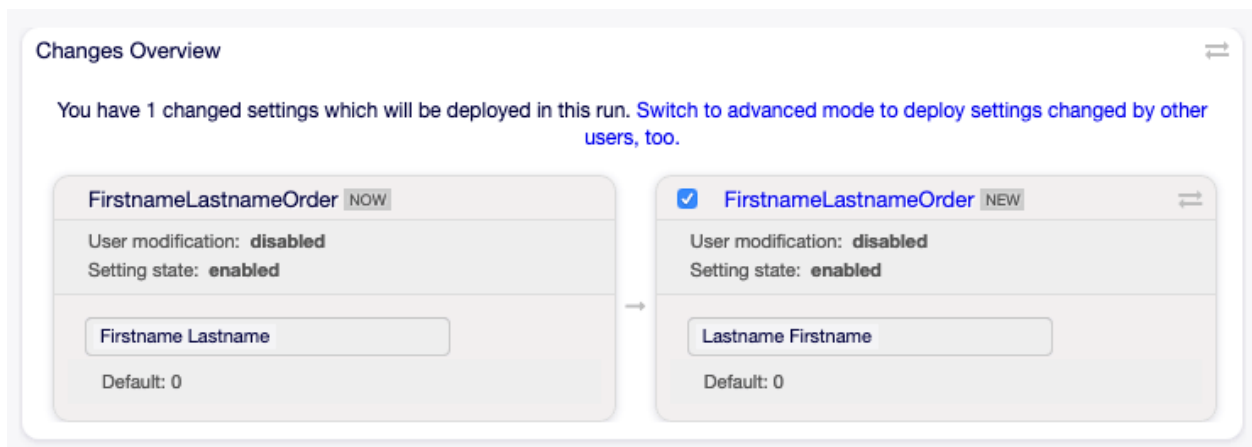 Changes Overview
You have 1 changed settings which will be deployed in this run. Switch to advanced mode to deploy settings changed by other
users, too.
FirstnameLastnameOrder NOW
User modification: disabled
Setting state: enabled
Firstname Lastname
Default: 0
FirstnameLastnameOrder NEW
User modification: disabled
Setting state: enabled
Lastname Firstname
Default: 0